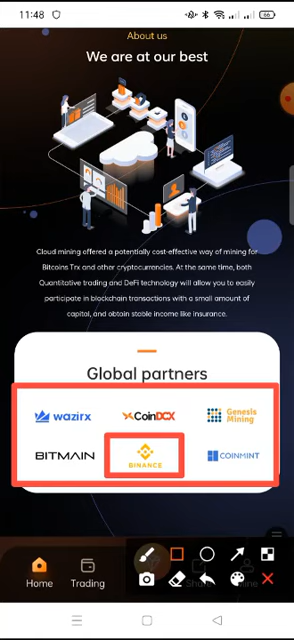 11:48
66
About us
We are at our best
Cloud mining offered a potentially cost-effective way of mining for
Bitcoins Trx and other cryptocurrencies. At the same time, both
Quantitative trading and DeFi technology will allow you to easily
participate in blockchain transactions with a small amount of
capital, and obtain stable income like insurance.
Global partners
wazirx
CoinDCX
Genesis
Mining
BITMAIN
BINANCE
COINMINT
Home
Trading